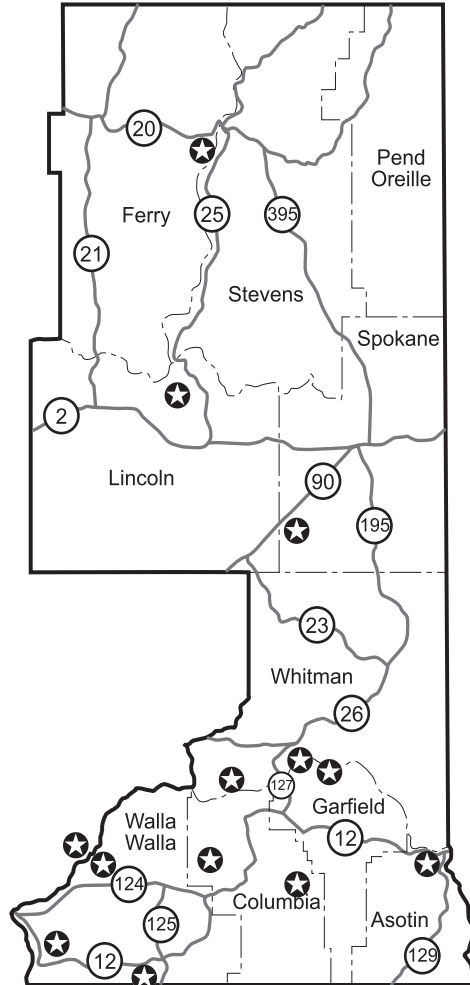 20
Pend
Oreille
Ferry
25
395
21
Stevens
Spokane
2
Lincoln
90
195
23
Whitman
26
127
Garfield
Walla
Walla
12
124
Columbia
125
Asotin
12
129